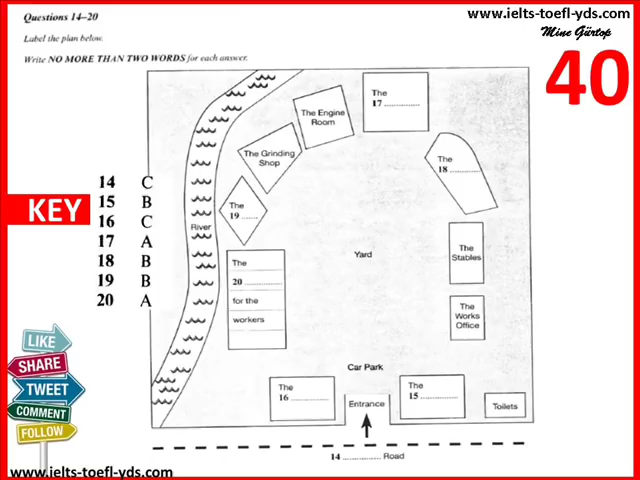 Questions 14–20
www.ielts-toefl-yds.com
Label the plan below.
Mine Gürtop
Write NO MORE THAN TWO WORDS for each answer.
40
The
17 ..............
The Engine
Room
The Grinding
Shop
The
18 ...........
KEY
14 C
15 B
16 C
17 A
18 B
19 B
20 A
The
19 ......
River
Yard
The
Stables
The
20 ..............
for the
workers
The
Works
Office
LIKE
SHARE
TWEET
COMMENT
FOLLOW
Car Park
The
16 ..............
Entrance
The
15 ..............
Toilets
14 .............. Road
www.ielts-toefl-yds.com